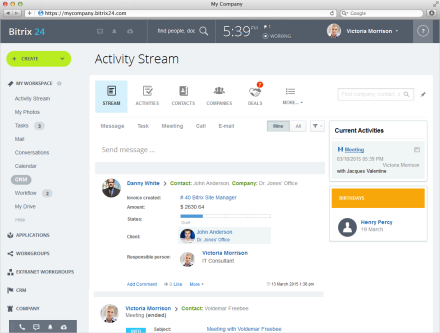 My Company
https://mycompany.bitrix24.com
Google
Bitrix 24
find people, doc
5:39 PM
WORKING
Victoria Morrison
?
+ CREATE
MY WORKSPACE
Activity Stream
My Photos
Tasks
Mail
Conversations
Calendar
CRM
Workflow
My Drive
APPLICATIONS
WORKGROUPS
EXTRANET WORKGROUPS
CRM
COMPANY
Activity Stream
STREAM
ACTIVITIES
CONTACTS
COMPANIES
DEALS
MORE...
Find company, contact
Message
Task
Meeting
Call
E-mail
Mine
All
Send message ...
Danny White > Contact: John Anderson, Company: Dr. Jones' Office
Invoice created: # 40 Bitrix Site Manager
Amount: $ 2630.64
Status:
Draft
Client: John Anderson
Dr. Jones' Office
Responsible person: Victoria Morrison
IT Consultant
Add Comment
0 Like
More
13 March 2015 1:38 pm
Victoria Morrison > Contact: Voldemar Freebee
Meeting (ended)
Subject: Meeting with Voldemar Freebee
Current Activities
Meeting
03/18/2015 05:39 PM
Victoria Morrison
with Jacques Valentine
BIRTHDAYS
Henry Percy
19 March